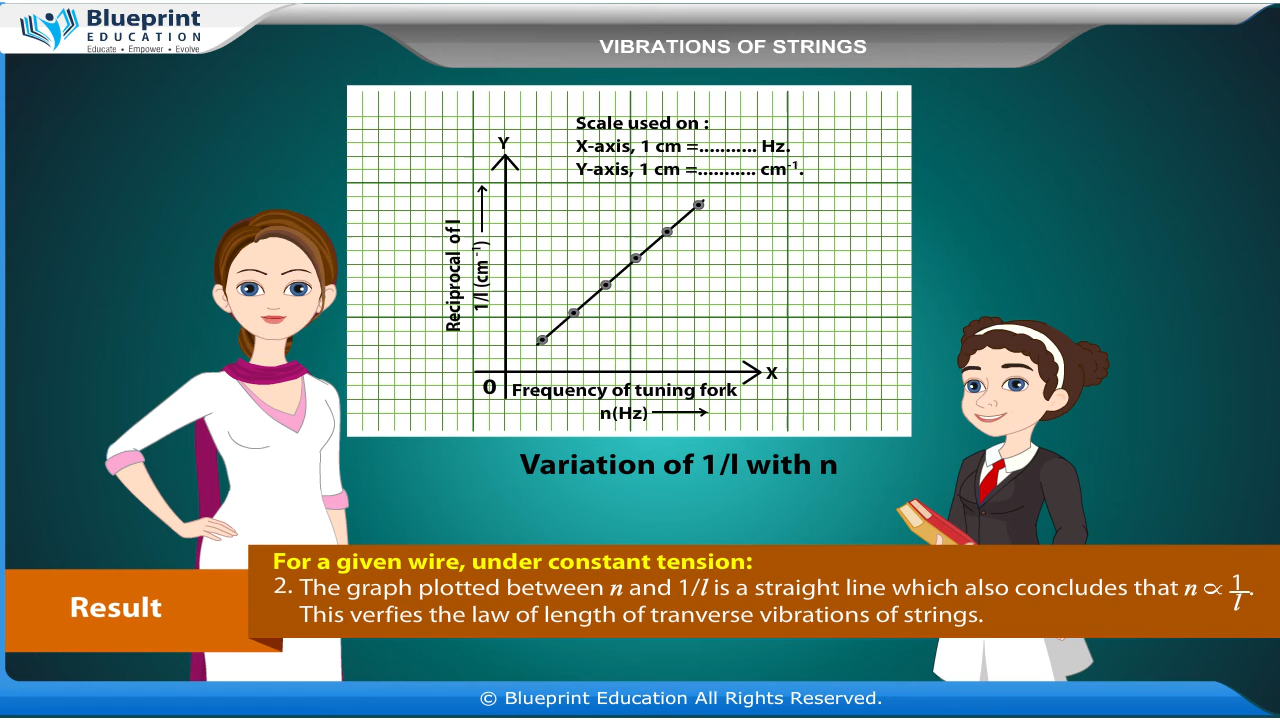 Blueprint
EDUCATION
Educate • Empower • Evolve
VIBRATIONS OF STRINGS
Scale used on :
X-axis, 1 cm =........... Hz.
Y-axis, 1 cm =........... cm⁻¹.
Y
Reciprocal of l
1/l (cm⁻¹) ⟶
X
0
Frequency of tuning fork
n(Hz) ⟶
Variation of 1/l with n
For a given wire, under constant tension:
2. The graph plotted between n and 1/l is a straight line which also concludes that n ∝ 1/l.
This verfies the law of length of tranverse vibrations of strings.
Result
© Blueprint Education All Rights Reserved.